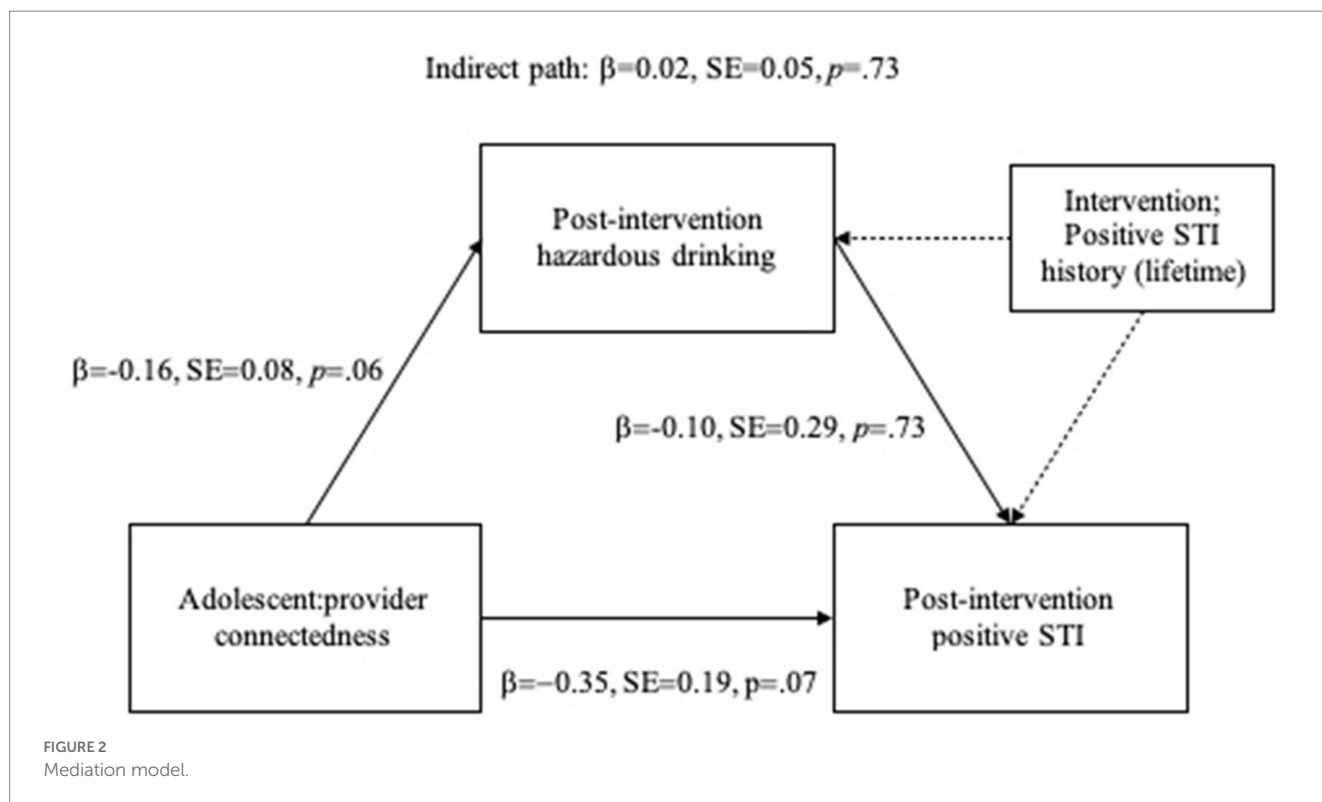 Indirect path: β=0.02, SE=0.05, p=.73
Post-intervention
hazardous drinking
Intervention;
Positive STI
history (lifetime)
β=-0.16, SE=0.08, p=.06
β=-0.10, SE=0.29, p=.73
Adolescent:provider
connectedness
Post-intervention
positive STI
β=−0.35, SE=0.19, p=.07
FIGURE 2
Mediation model.